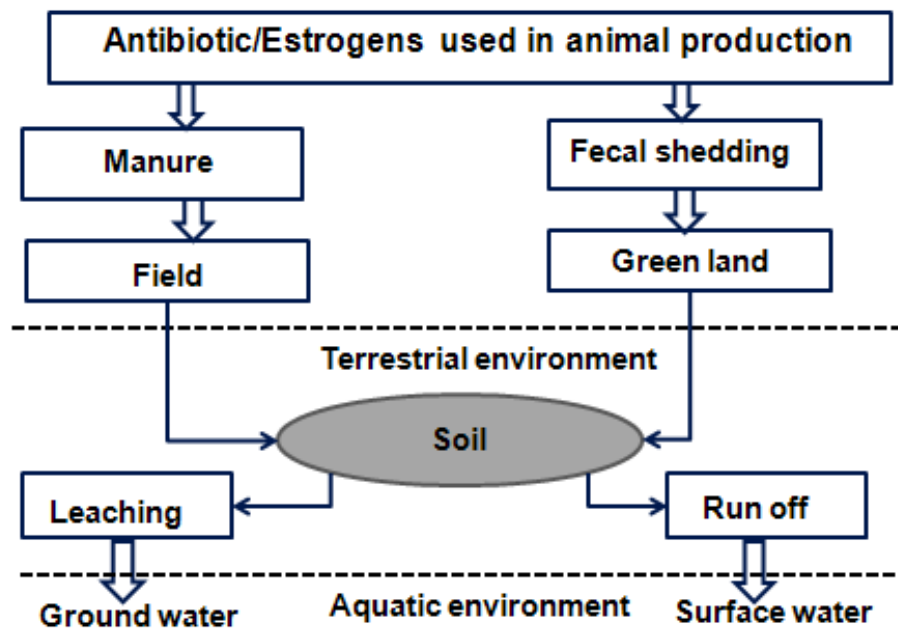 Antibiotic/Estrogens used in animal production
Manure
Fecal shedding
Field
Green land
Terrestrial environment
Soil
Leaching
Run off
Ground water
Aquatic environment
Surface water